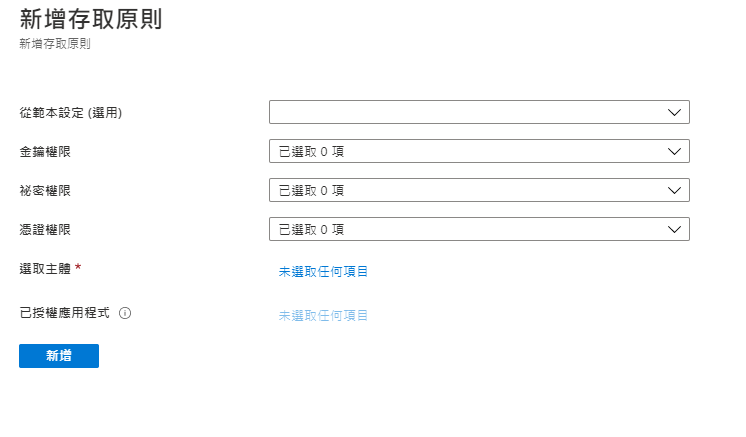 新增存取原則
新增存取原則
從範本設定 (選用)
金鑰權限 已選取 0 項
祕密權限 已選取 0 項
憑證權限 已選取 0 項
選取主體 * 未選取任何項目
已授權應用程式 未選取任何項目
新增